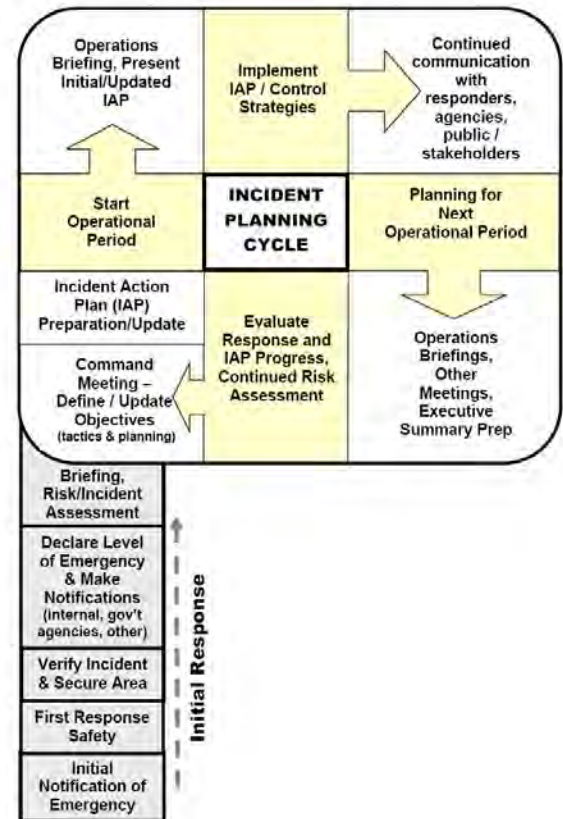 Operations
Briefing, Present
Initial/Updated
IAP
Implement
IAP / Control
Strategies
Continued
communication
with
responders,
agencies,
public /
stakeholders
Start
Operational
Period
INCIDENT
PLANNING
CYCLE
Planning for
Next
Operational Period
Incident Action
Plan (IAP)
Preparation/Update
Command
Meeting –
Define / Update
Objectives
(tactics & planning)
Evaluate
Response and
IAP Progress,
Continued Risk
Assessment
Operations
Briefings,
Other
Meetings,
Executive
Summary Prep
Briefing,
Risk/Incident
Assessment
Declare Level
of Emergency
& Make
Notifications
(internal, gov't
agencies, other)
Verify Incident
& Secure Area
First Response
Safety
Initial
Notification of
Emergency
Initial Response